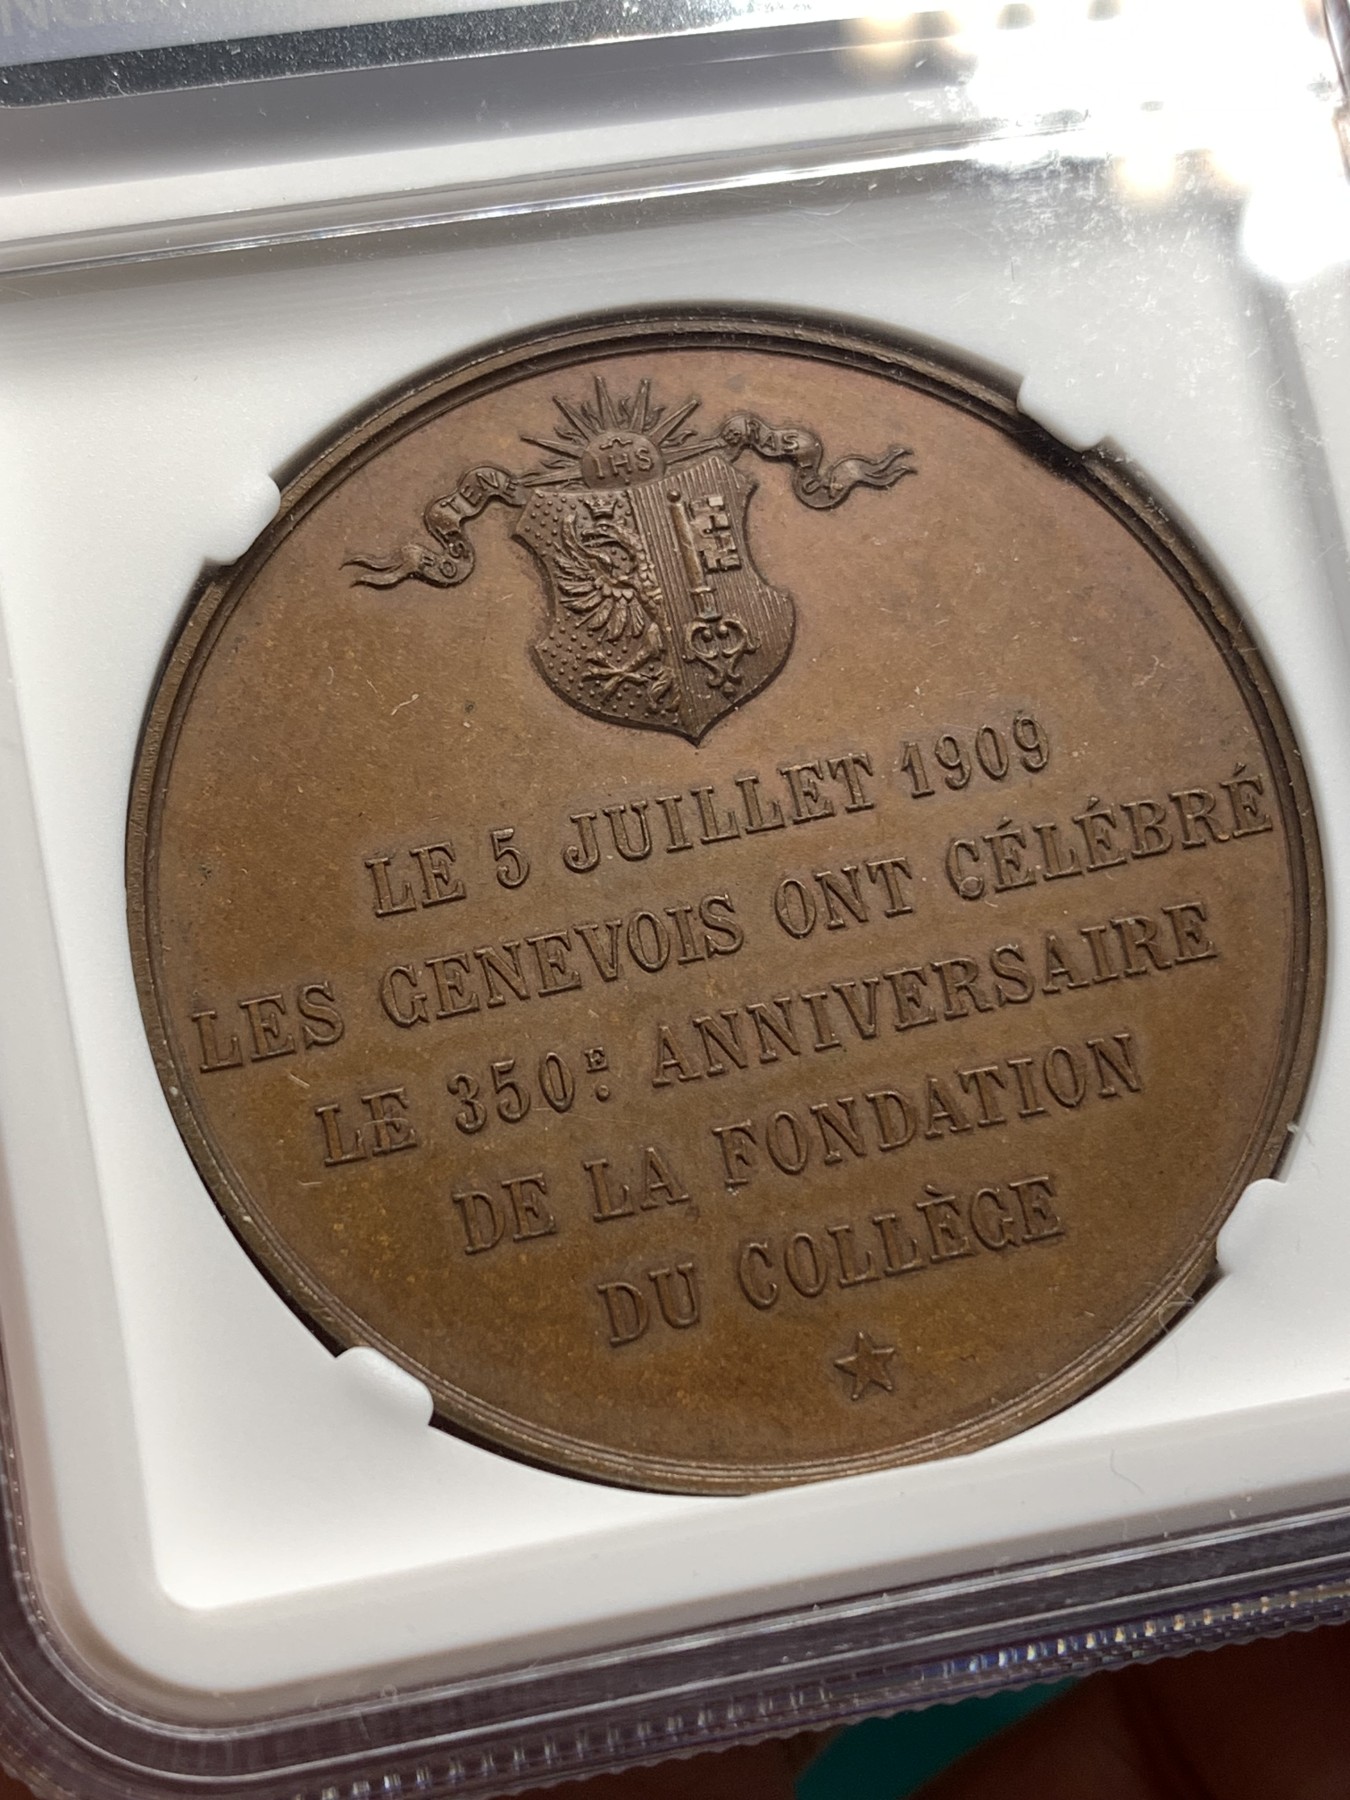 IHS
LE 5 JUILLET 1909
LES GENEVOIS ONT CÉLÉBRÉ
LE 350E ANNIVERSAIRE
DE LA FONDATION
DU COLLÈGE